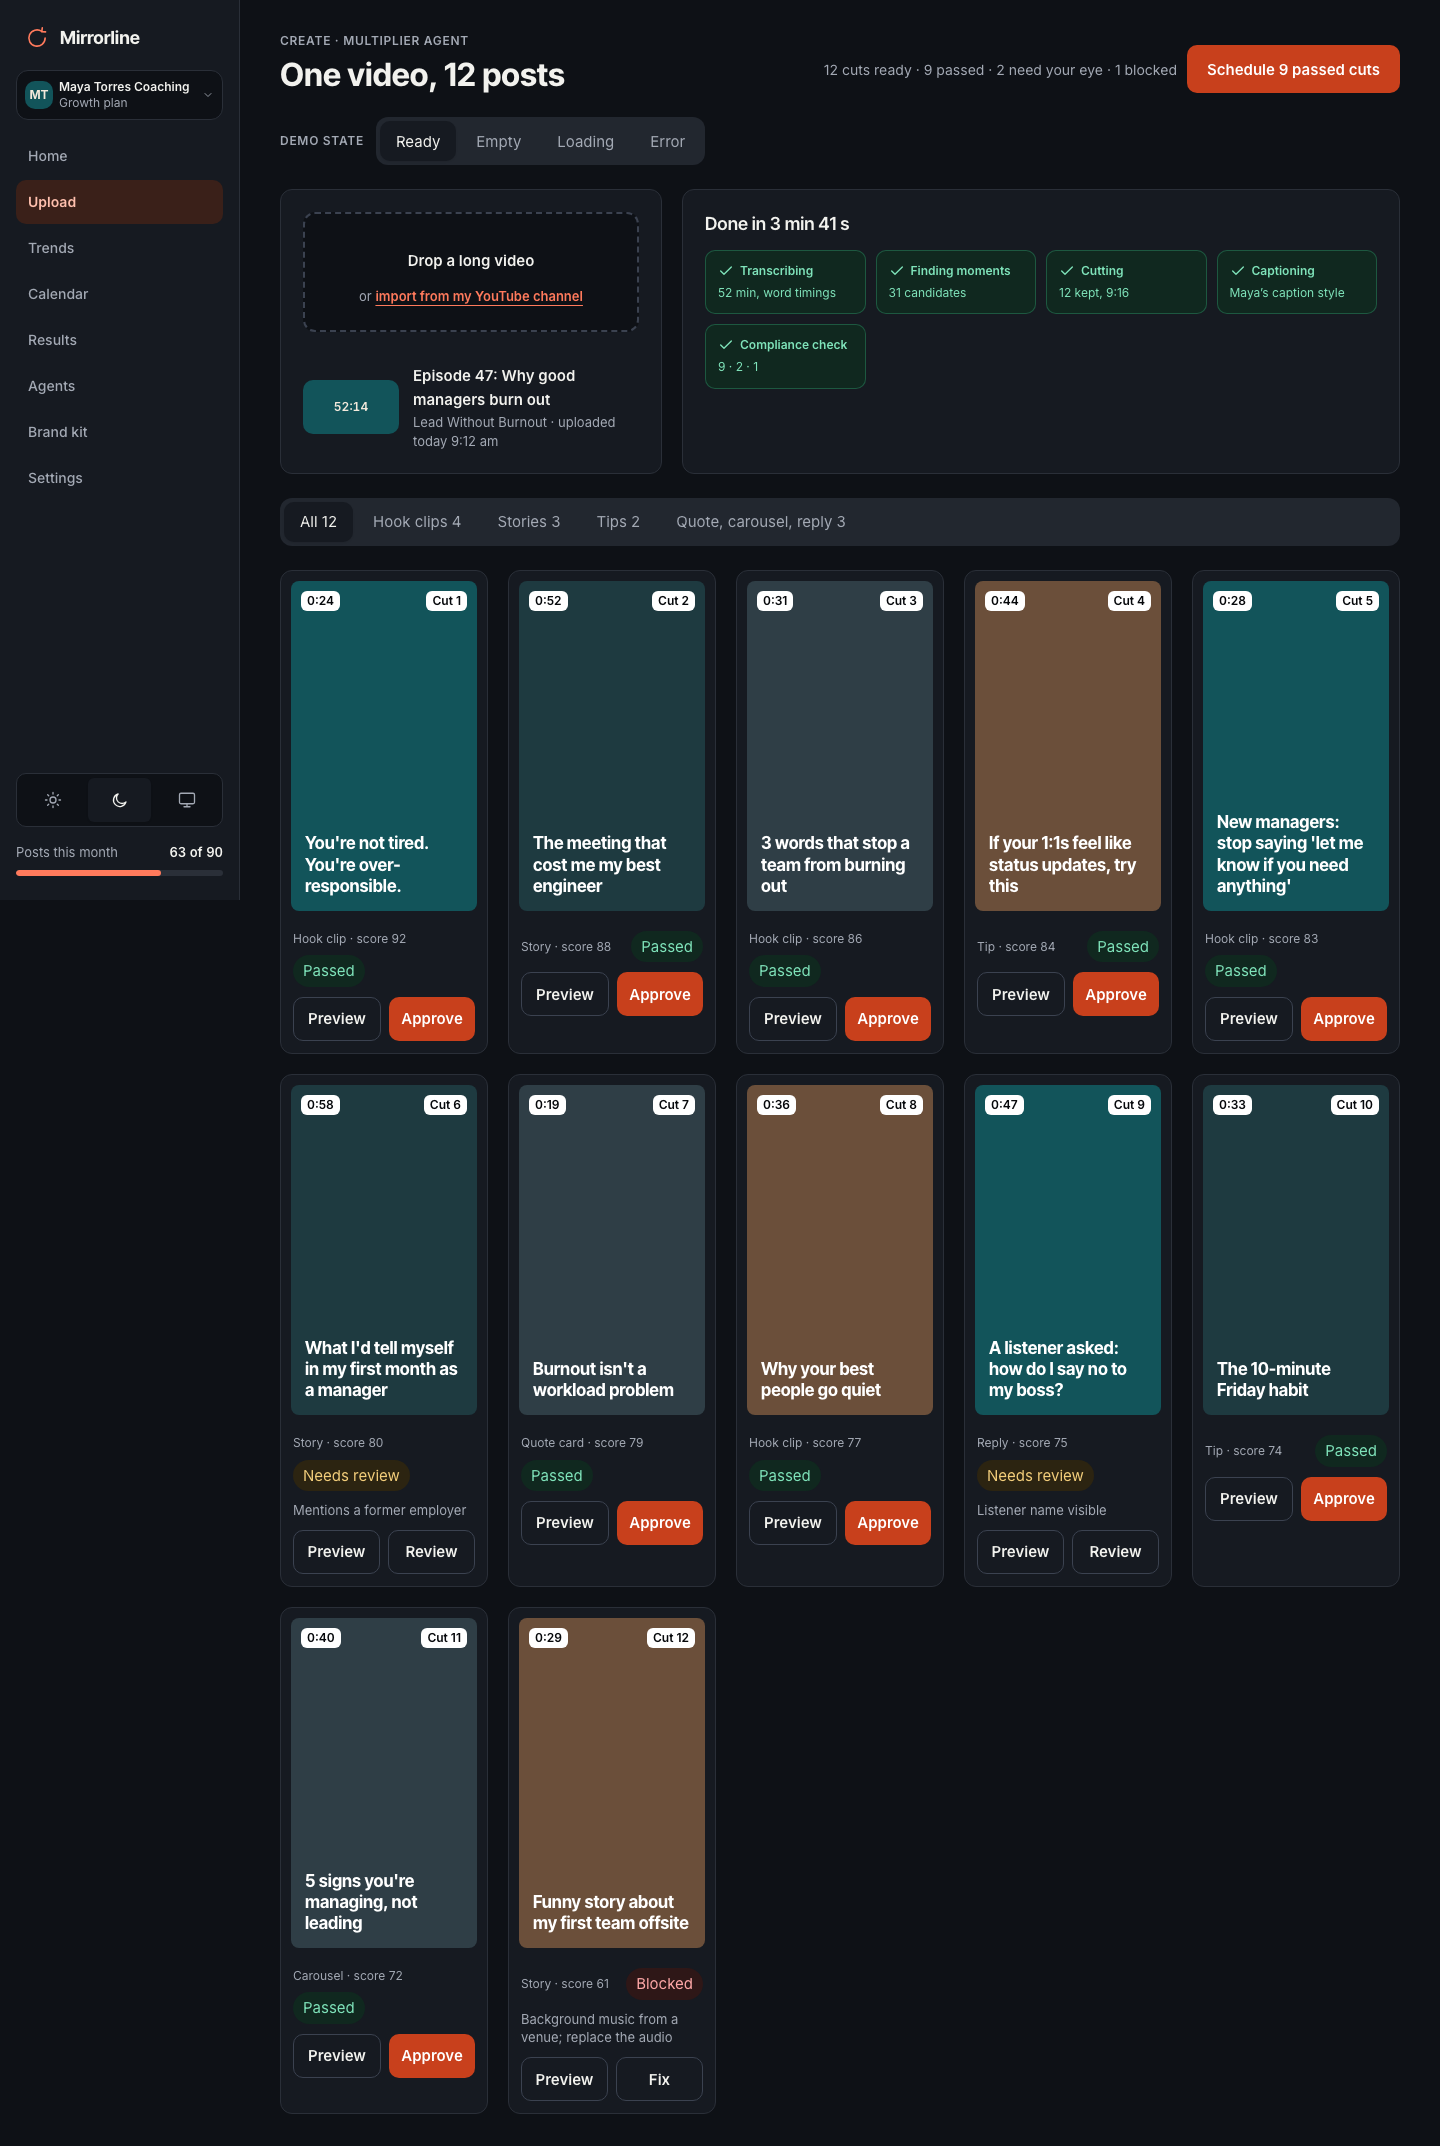 Mirrorline
MT
Maya Torres Coaching
Growth plan
Home
Upload
Trends
Calendar
Results
Agents
Brand kit
Settings
Posts this month
63 of 90
CREATE · MULTIPLIER AGENT
One video, 12 posts
12 cuts ready · 9 passed · 2 need your eye · 1 blocked
Schedule 9 passed cuts
DEMO STATE
Ready
Empty
Loading
Error
Drop a long video
or import from my YouTube channel
52:14
Episode 47: Why good
managers burn out
Lead Without Burnout · uploaded
today 9:12 am
Done in 3 min 41 s
Transcribing
52 min, word timings
Finding moments
31 candidates
Cutting
12 kept, 9:16
Captioning
Maya's caption style
Compliance check
9 · 2 · 1
All 12
Hook clips 4
Stories 3
Tips 2
Quote, carousel, reply 3
0:24
Cut 1
You're not tired.
You're over-
responsible.
Hook clip · score 92
Passed
Preview
Approve
0:52
Cut 2
The meeting that
cost me my best
engineer
Story · score 88
Passed
Preview
Approve
0:31
Cut 3
3 words that stop a
team from burning
out
Hook clip · score 86
Passed
Preview
Approve
0:44
Cut 4
If your 1:1s feel like
status updates, try
this
Tip · score 84
Passed
Preview
Approve
0:28
Cut 5
New managers:
stop saying 'let me
know if you need
anything'
Hook clip · score 83
Passed
Preview
Approve
0:58
Cut 6
What I'd tell myself
in my first month as
a manager
Story · score 80
Needs review
Mentions a former employer
Preview
Review
0:19
Cut 7
Burnout isn't a
workload problem
Quote card · score 79
Passed
Preview
Approve
0:36
Cut 8
Why your best
people go quiet
Hook clip · score 77
Passed
Preview
Approve
0:47
Cut 9
A listener asked:
how do I say no to
my boss?
Reply · score 75
Needs review
Listener name visible
Preview
Review
0:33
Cut 10
The 10-minute
Friday habit
Tip · score 74
Passed
Preview
Approve
0:40
Cut 11
5 signs you're
managing, not
leading
Carousel · score 72
Passed
Preview
Approve
0:29
Cut 12
Funny story about
my first team offsite
Story · score 61
Blocked
Background music from a
venue; replace the audio
Preview
Fix